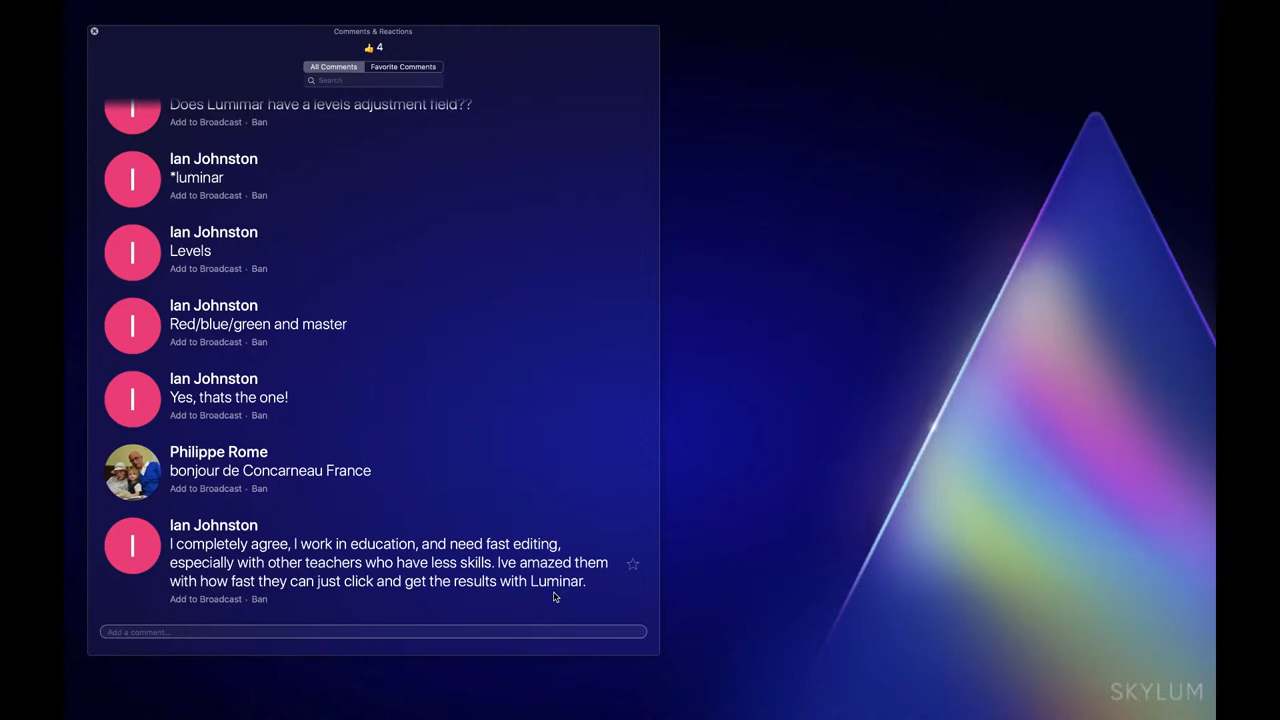 Comments & Reactions
👍 4
All Comments Favorite Comments
Search
Does Lumimar have a levels adjustment field??
Add to Broadcast · Ban
Ian Johnston
*luminar
Add to Broadcast · Ban
Ian Johnston
Levels
Add to Broadcast · Ban
Ian Johnston
Red/blue/green and master
Add to Broadcast · Ban
Ian Johnston
Yes, thats the one!
Add to Broadcast · Ban
Philippe Rome
bonjour de Concarneau France
Add to Broadcast · Ban
Ian Johnston
I completely agree, I work in education, and need fast editing,
especially with other teachers who have less skills. Ive amazed them
with how fast they can just click and get the results with Luminar.
Add to Broadcast · Ban
Add a comment...
SKYLUM
I
I
I
I
I
I